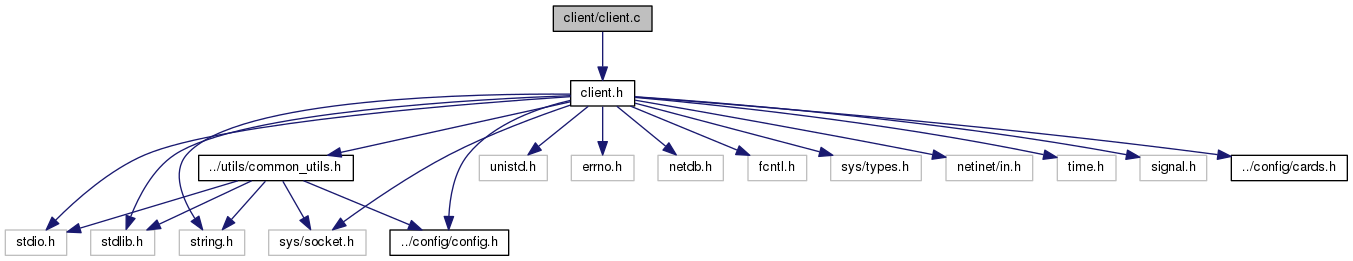 client/client.c
client.h
../utils/common_utils.h
unistd.h
errno.h
netdb.h
fcntl.h
sys/types.h
netinet/in.h
time.h
signal.h
../config/cards.h
stdio.h
stdlib.h
string.h
sys/socket.h
../config/config.h